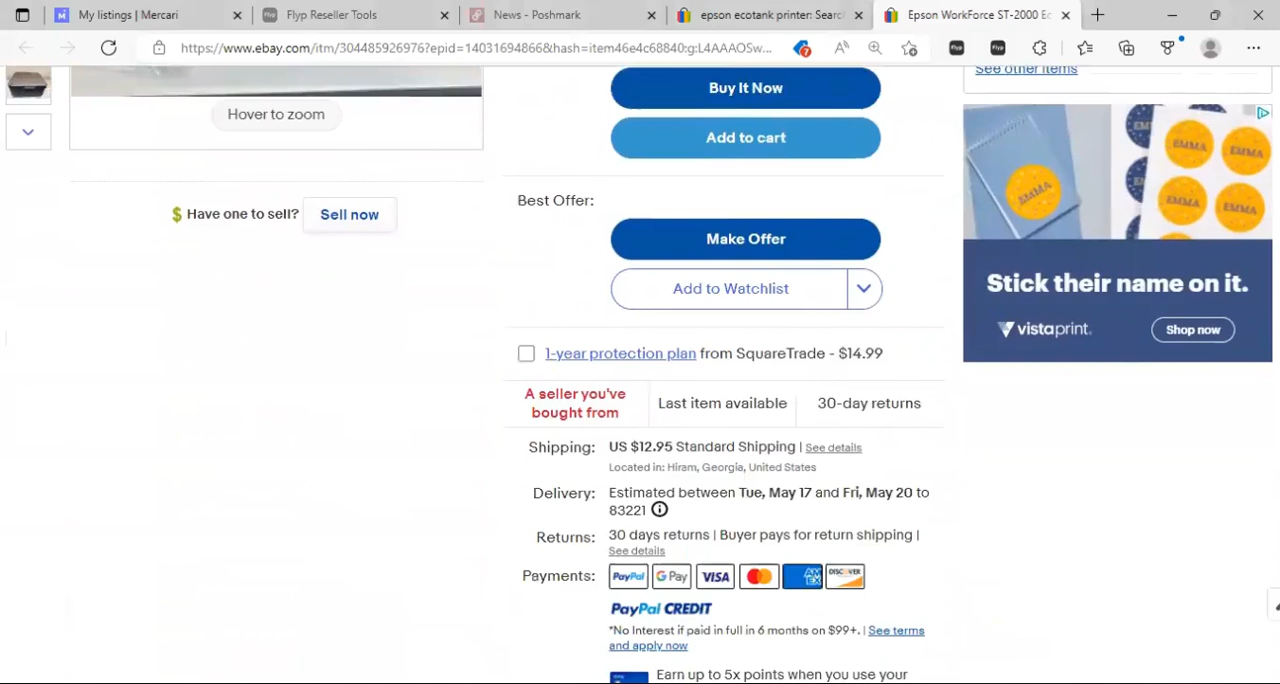 My listings | Mercari
Flyp Reseller Tools
News - Poshmark
epson ecotank printer: Searc
Epson WorkForce ST-2000 Ec
https://www.ebay.com/itm/304485926976?epid=14031694866&hash=item46e4c68840:g:L4AAAOSw...
7
Flyp
Flyp
See other items
Hover to zoom
Buy It Now
Add to cart
$ Have one to sell?
Sell now
Best Offer:
Make Offer
Add to Watchlist
EMMA
EMMA
EMMA
EMMA
EMMA
Stick their name on it.
vistaprint.
Shop now
1-year protection plan from SquareTrade - $14.99
A seller you've
bought from
Last item available
30-day returns
Shipping:
US $12.95 Standard Shipping | See details
Located in: Hiram, Georgia, United States
Delivery:
Estimated between Tue, May 17 and Fri, May 20 to
83221
Returns:
30 days returns | Buyer pays for return shipping |
See details
Payments:
PayPal
G Pay
VISA
AM
EX
DISCOVER
PayPal CREDIT
*No Interest if paid in full in 6 months on $99+. | See terms
and apply now
Earn up to 5x points when you use your